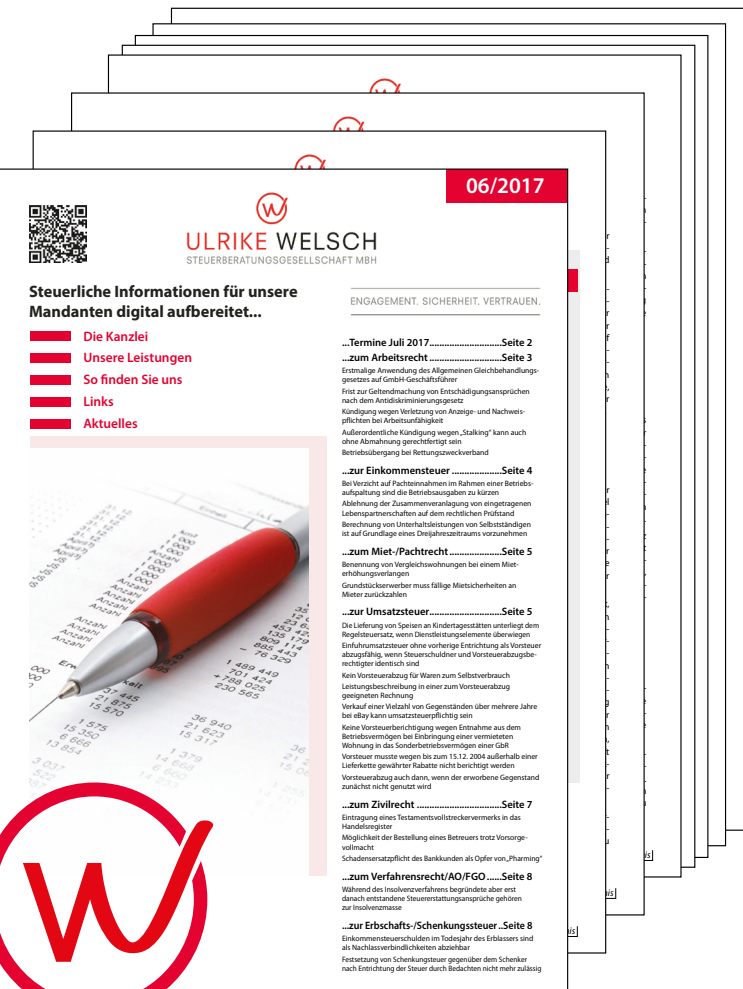 06/2017
ULRIKE WELSCH
STEUERBERATUNGSGESELLSCHAFT MBH
Steuerliche Informationen für unsere
Mandanten digital aufbereitet...
ENGAGEMENT. SICHERHEIT. VERTRAUEN.
Die Kanzlei
Unsere Leistungen
So finden Sie uns
Links
Aktuelles
...Termine Juli 2017.............................Seite 2
...zum Arbeitsrecht .............................Seite 3
Erstmalige Anwendung des Allgemeinen Gleichbehandlungs-
gesetzes auf GmbH-Geschäftsführer
Frist zur Geltendmachung von Entschädigungsansprüchen
nach dem Antidiskriminierungsgesetz
Kündigung wegen Verletzung von Anzeige- und Nachweis-
pflichten bei Arbeitsunfähigkeit
Außerordentliche Kündigung wegen „Stalking“ kann auch
ohne Abmahnung gerechtfertigt sein
Betriebsübergang bei Rettungszweckverband
...zur Einkommensteuer ....................Seite 4
Bei Verzicht auf Pachteinnahmen im Rahmen einer Betriebs-
aufspaltung sind die Betriebsausgaben zu kürzen
Ablehnung der Zusammenveranlagung von eingetragenen
Lebenspartnerschaften auf dem rechtlichen Prüfstand
Berechnung von Unterhaltsleistungen von Selbstständigen
ist auf Grundlage eines Dreijahreszeitraums vorzunehmen
...zum Miet-/Pachtrecht.....................Seite 5
Benennung von Vergleichswohnungen bei einem Miet-
erhöhungsverlangen
Grundstückserwerber muss fällige Mietsicherheiten an
Mieter zurückzahlen
...zur Umsatzsteuer.............................Seite 5
Die Lieferung von Speisen an Kindertagesstätten unterliegt dem
Regelsteuersatz, wenn Dienstleistungselemente überwiegen
Einfuhrumsatzsteuer ohne vorherige Entrichtung als Vorsteuer
abzugsfähig, wenn Steuerschuldner und Vorsteuerabzugsbe-
rechtigter identisch sind
Kein Vorsteuerabzug für Waren zum Selbstverbrauch
Leistungsbeschreibung in einer zum Vorsteuerabzug
geeigneten Rechnung
Verkauf einer Vielzahl von Gegenständen über mehrere Jahre
bei eBay kann umsatzsteuerpflichtig sein
Keine Vorsteuerberichtigung wegen Entnahme aus dem
Betriebsvermögen bei Einbringung einer vermieteten
Wohnung in das Sonderbetriebsvermögen einer GbR
Vorsteuer musste wegen bis zum 15.12. 2004 außerhalb einer
Lieferkette gewährter Rabatte nicht berichtigt werden
Vorsteuerabzug auch dann, wenn der erworbene Gegenstand
zunächst nicht genutzt wird
...zum Zivilrecht ..................................Seite 7
Eintragung eines Testamentsvollstreckervermerks in das
Handelsregister
Möglichkeit der Bestellung eines Betreuers trotz Vorsorge-
vollmacht
Schadensersatzpflicht des Bankkunden als Opfer von „Pharming“
...zum Verfahrensrecht/AO/FGO ......Seite 8
Während des Insolvenzverfahrens begründete aber erst
danach entstandene Steuererstattungsansprüche gehören
zur Insolvenzmasse
...zur Erbschafts-/Schenkungssteuer ..Seite 8
Einkommensteuerschulden im Todesjahr des Erblassers sind
als Nachlassverbindlichkeiten abziehbar
Festsetzung von Schenkungsteuer gegenüber dem Schenker
nach Entrichtung der Steuer durch Bedachten nicht mehr zulässig